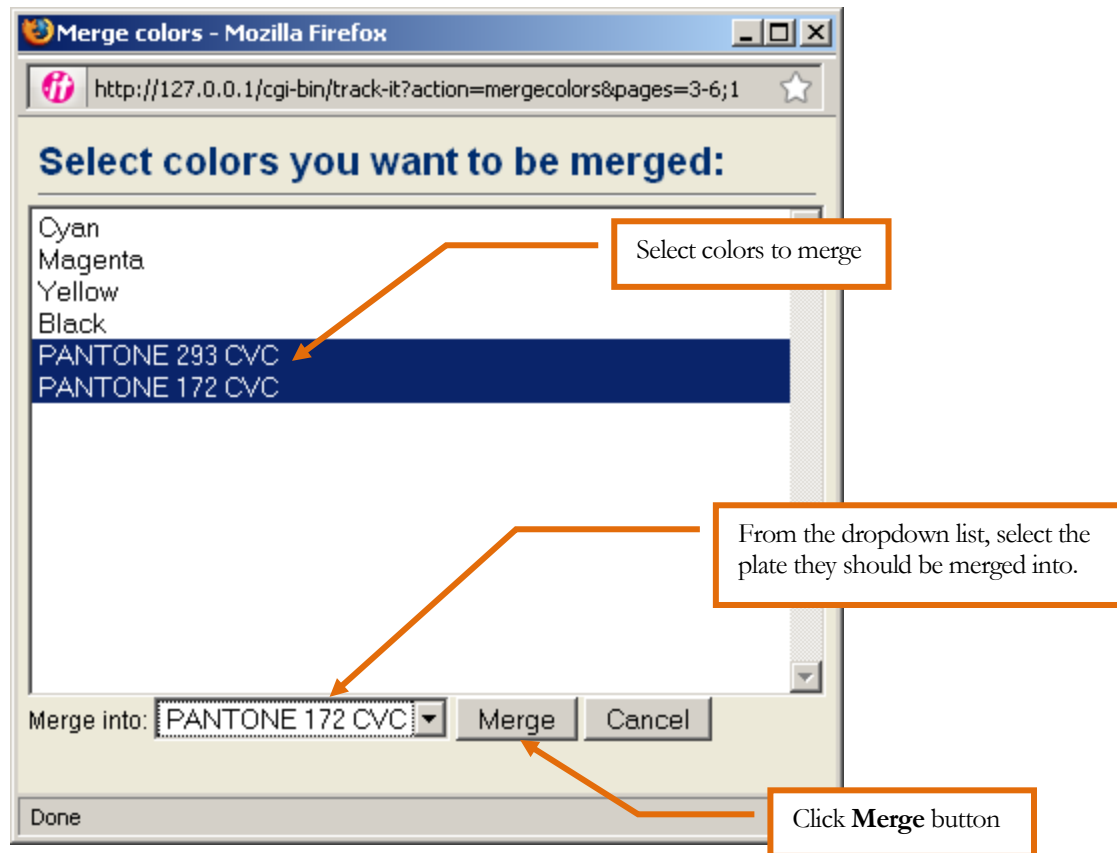 Merge colors - Mozilla Firefox
it http://127.0.0.1/cgi-bin/track-it?action=mergecolors&pages=3-6;1
Select colors you want to be merged:
Cyan
Magenta
Yellow
Black
PANTONE 293 CVC
PANTONE 172 CVC
Select colors to merge
From the dropdown list, select the
plate they should be merged into.
Merge into: PANTONE 172 CVC Merge Cancel
Done
Click Merge button